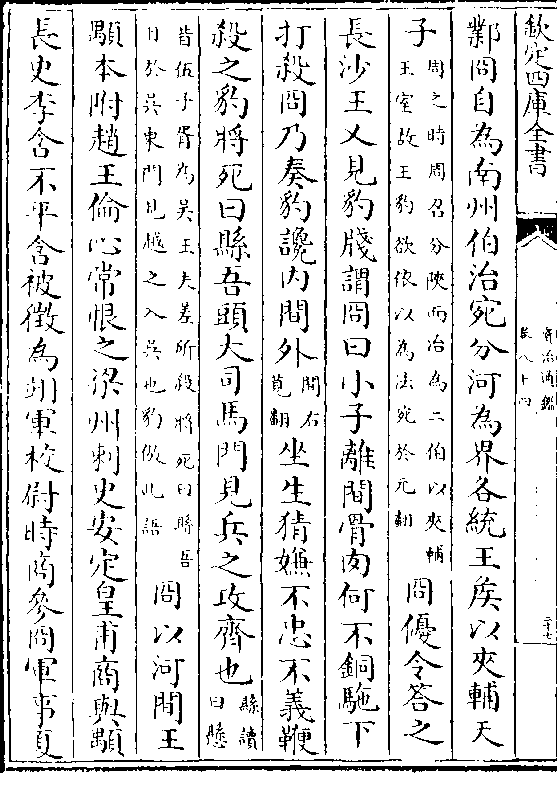 欽定四庫全書
資治通鑑
卷八十四
鄴冏自為南州伯治宛分河為界各統王侯以夾輔天
子周之時周召分陝而治為二伯以夾輔
王室故王豹欲依以為法宛於元翻冏優令答之
長沙王乂見豹牋謂冏曰小子離間骨肉何不銅駞下
打殺冏乃奏豹讒内間外間右
莧翻坐生猜嫌不忠不義鞭
殺之豹將死曰縣吾頭大司馬門見兵之攻齊也縣讀
曰懸
昔伍子胥為吳王夫差所殺將死曰縣吾
目於吳東門見越之入吳也豹倣此語冏以河間王
顒本附趙王倫心常恨之梁州刺史安定皇甫商與顒
長史李含不平含被徵為翊軍校尉時商參冏軍事夏